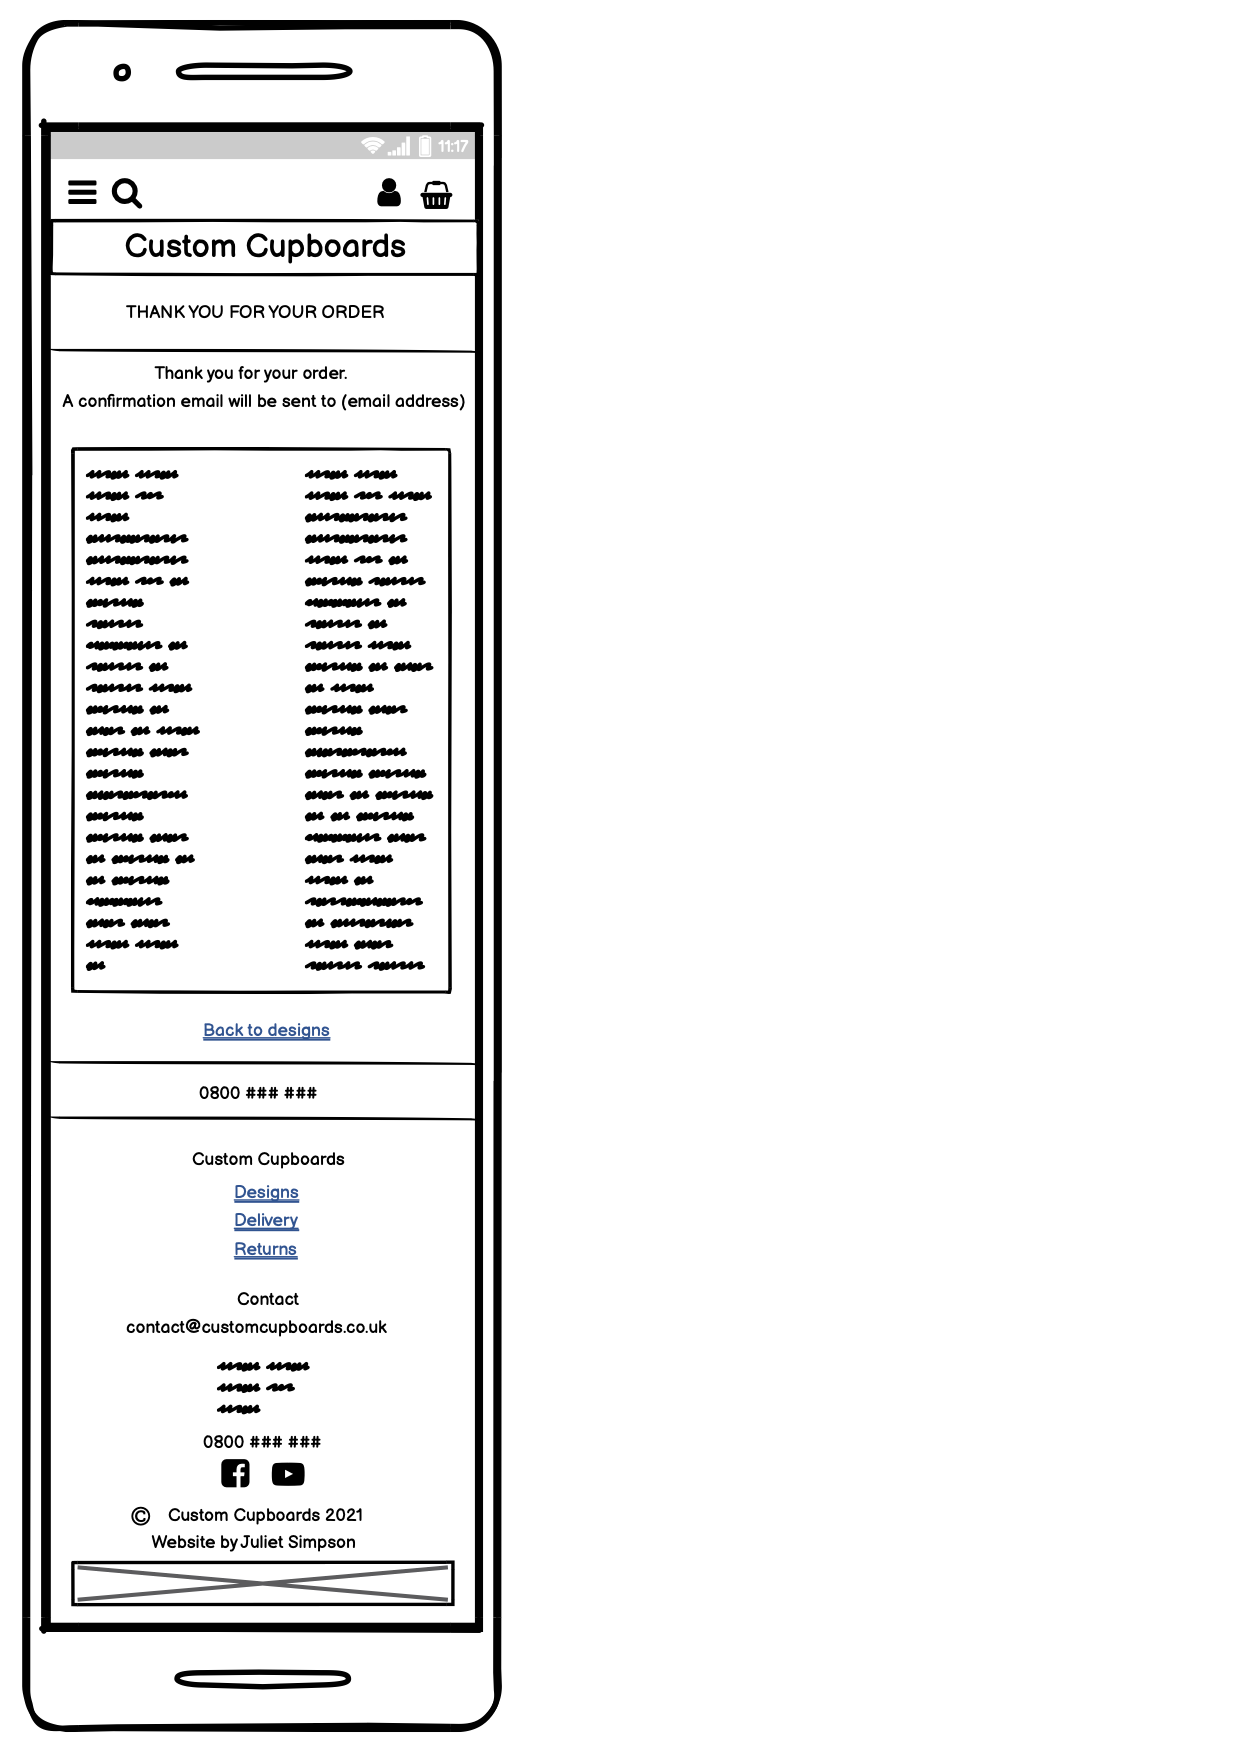 11:17
Custom Cupboards
THANK YOU FOR YOUR ORDER
Thank you for your order.
A confirmation email will be sent to (email address)
Back to designs
0800 ### ###
Custom Cupboards
Designs
Delivery
Returns
Contact
contact@customcupboards.co.uk
0800 ### ###
© Custom Cupboards 2021
Website by Juliet Simpson